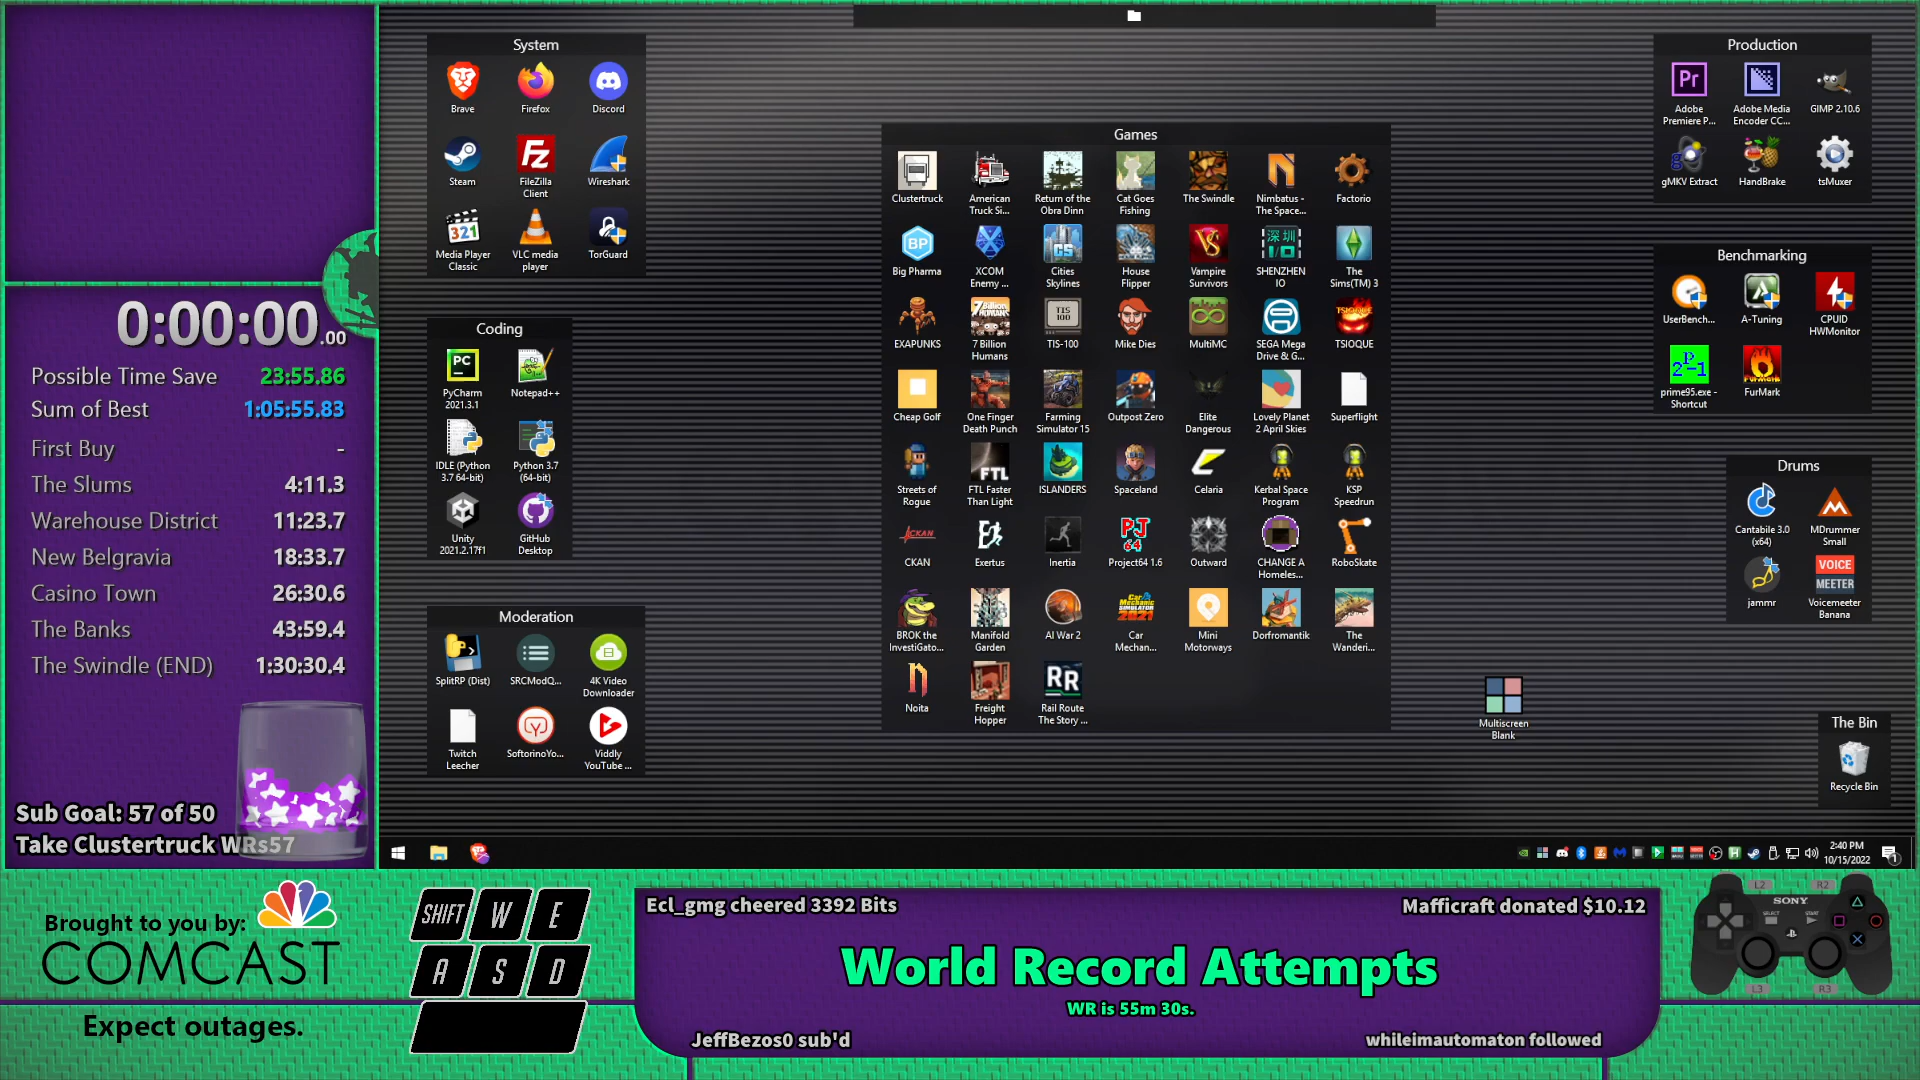 0:00:00.00
Possible Time Save 23:55.86
Sum of Best 1:05:55.83
First Buy -
The Slums 4:11.3
Warehouse District 11:23.7
New Belgravia 18:33.7
Casino Town 26:30.6
The Banks 43:59.4
The Swindle (END) 1:30:30.4
Sub Goal: 57 of 50
Take Clustertruck WRs57
System
Brave
Firefox
Discord
Steam
FileZilla
Client
Wireshark
Media Player
Classic
VLC media
player
TorGuard
Coding
PyCharm
2021.3.1
Notepad++
IDLE (Python
3.7 64-bit)
Python 3.7
(64-bit)
Unity
2021.2.17f1
GitHub
Desktop
Moderation
SplitRP (Dist)
SRCModQ...
4K Video
Downloader
Twitch
Leecher
SoftorinoYo...
Viddly
YouTube ...
Games
Clustertruck
American
Truck Si...
Return of the
Obra Dinn
Cat Goes
Fishing
The Swindle
Nimbatus -
The Space...
Factorio
Big Pharma
XCOM
Enemy ...
Cities
Skylines
House
Flipper
Vampire
Survivors
SHENZHEN
IO
The
Sims(TM) 3
EXAPUNKS
7 Billion
Humans
TIS-100
Mike Dies
MultiMC
SEGA Mega
Drive & G...
TSIOQUE
Cheap Golf
One Finger
Death Punch
Farming
Simulator 15
Outpost Zero
Elite
Dangerous
Lovely Planet
2 April Skies
Superflight
Streets of
Rogue
FTL Faster
Than Light
ISLANDERS
Spaceland
Celaria
Kerbal Space
Program
KSP
Speedrun
CKAN
Exertus
Inertia
Project64 1.6
Outward
CHANGE A
Homeles...
RoboSkate
BROK the
InvestiGato...
Manifold
Garden
AI War 2
Car
Mechan...
Mini
Motorways
Dorfromantik
The
Wanderi...
Noita
Freight
Hopper
Rail Route
The Story ...
Production
Adobe
Premiere P...
Adobe Media
Encoder CC...
GIMP 2.10.6
gMKV Extract
HandBrake
tsMuxer
Benchmarking
UserBench...
A-Tuning
CPUID
HWMonitor
prime95.exe -
Shortcut
FurMark
Drums
Cantabile 3.0
(x64)
MDrummer
Small
jammr
VOICE
MEETER
Voicemeeter
Banana
Multiscreen
Blank
The Bin
Recycle Bin
2:40 PM
10/15/2022
Brought to you by:
COMCAST
Expect outages.
SHIFT W E
A S D
Ecl_gmg cheered 3392 Bits
Mafficraft donated $10.12
World Record Attempts
WR is 55m 30s.
JeffBezos0 sub'd
whileimautomaton followed
L2 R2
SONY
SELECT START
L3 R3